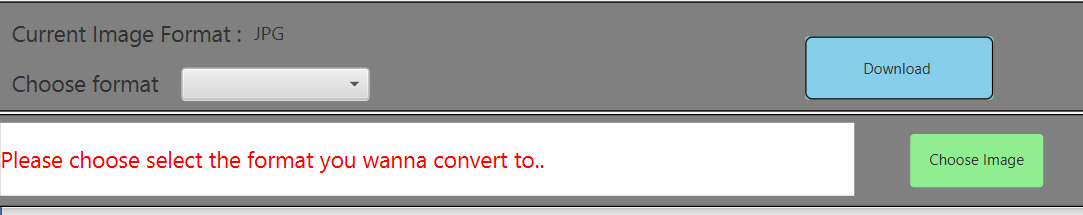 Current Image Format : JPG
Choose format
Download
Please choose select the format you wanna convert to..
Choose Image